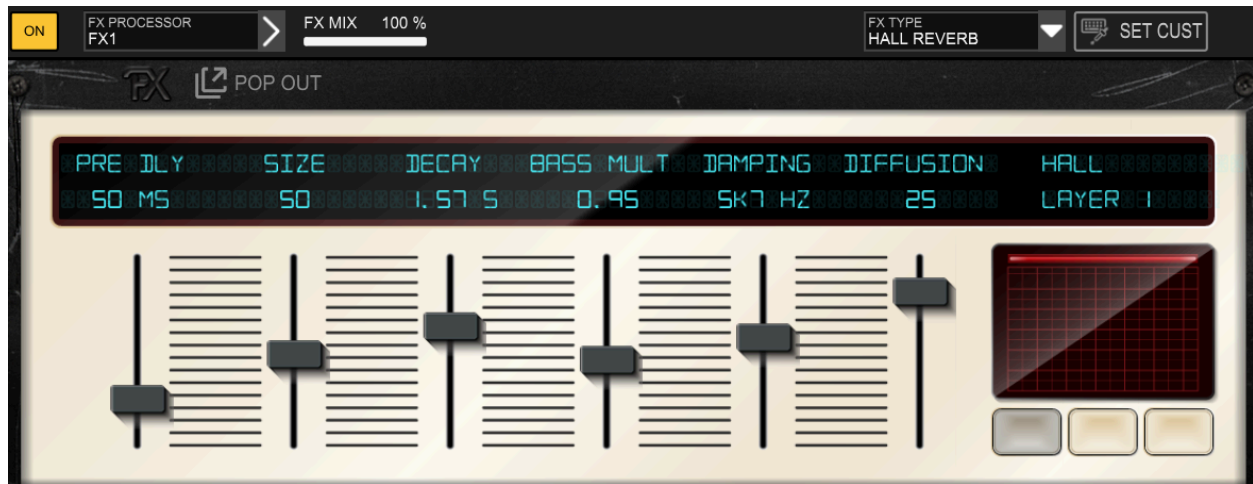 ON
FX PROCESSOR
FX1
FX MIX 100 %
FX TYPE
HALL REVERB
SET CUST
FX
POP OUT
PRE DLY SIZE DECAY BASS MULT DAMPING DIFFUSION HALL
50 MS 50 1.57 S 0.95 5K7 HZ 25 LAYER 1